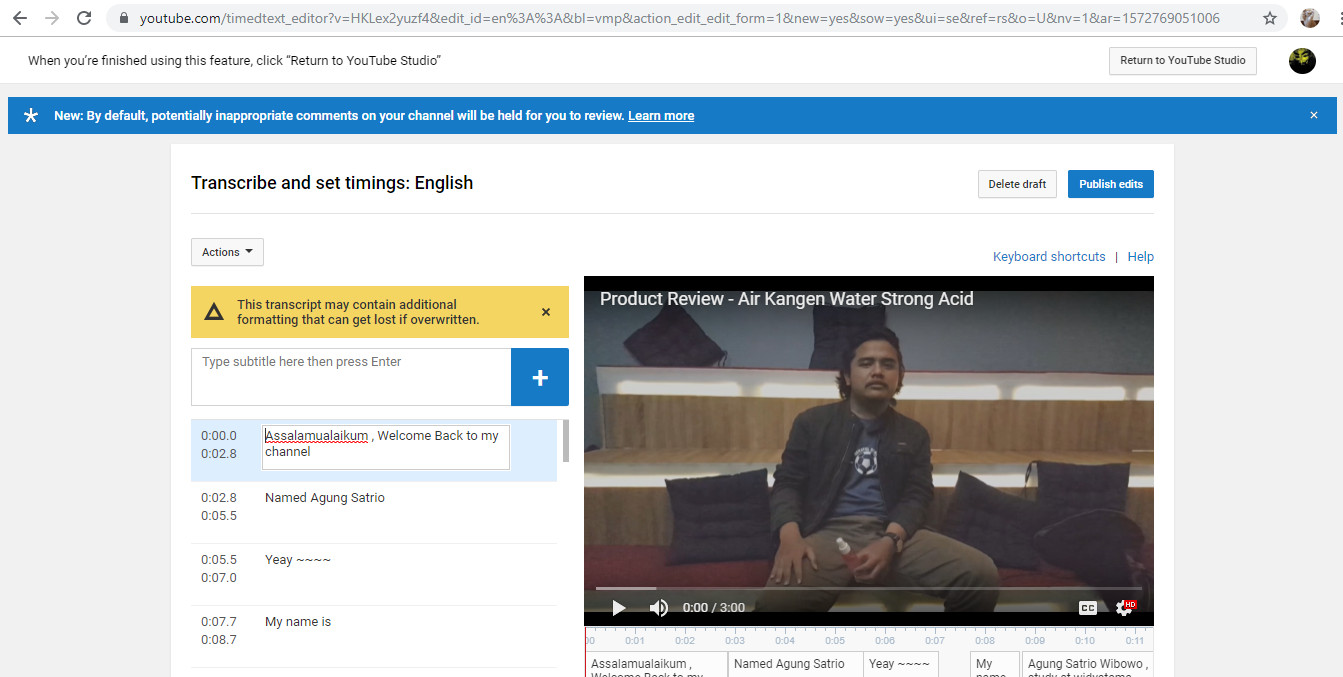 youtube.com/timedtext_editor?v=HKLex2yuzf4&edit_id=en%3A%3A&bl=vmp&action_edit_edit_form=1&new=yes&sow=yes&ui=se&ref=rs&o=U&nv=1&ar=1572769051006
When you're finished using this feature, click “Return to YouTube Studio”
Return to YouTube Studio
New: By default, potentially inappropriate comments on your channel will be held for you to review. Learn more
×
Transcribe and set timings: English
Delete draft
Publish edits
Actions
Keyboard shortcuts | Help
This transcript may contain additional
formatting that can get lost if overwritten.
×
Type subtitle here then press Enter
+
0:00.0
0:02.8
Assalamualaikum , Welcome Back to my
channel
0:02.8
0:05.5
Named Agung Satrio
0:05.5
0:07.0
Yeay ~~~~
0:07.7
0:08.7
My name is
Product Review - Air Kangen Water Strong Acid
0:00 / 3:00
CC
HD
00 0:01 0:02 0:03 0:04 0:05 0:06 0:07 0:08 0:09 0:10 0:11
Assalamualaikum ,
Welcome Back to my
Named Agung Satrio
Yeay ~~~~
My
name
Agung Satrio Wibowo ,
study at widyatama